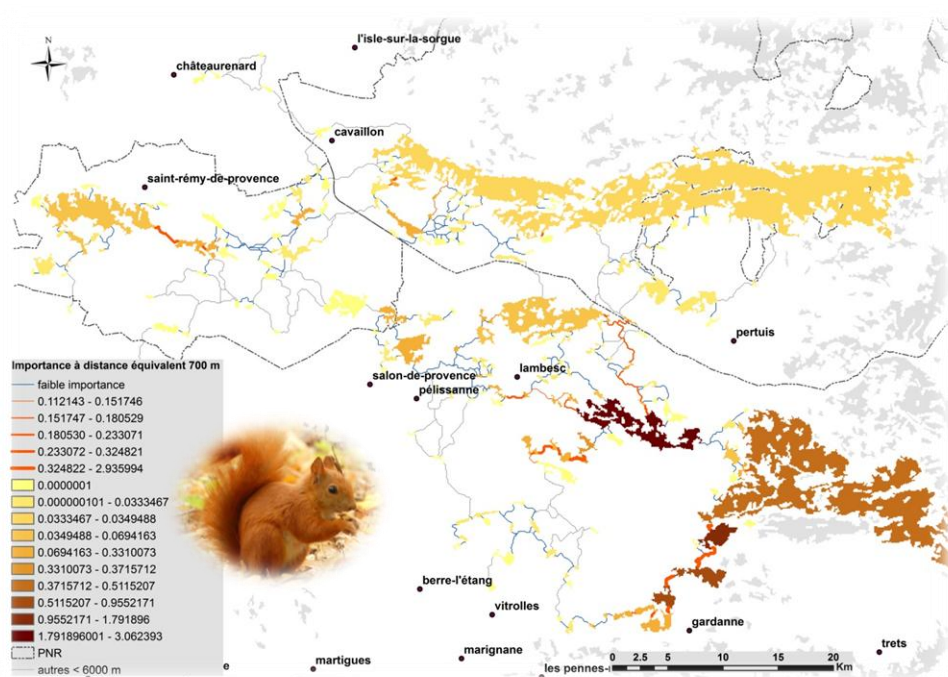 N
l'isle-sur-la-sorgue
châteaurenard
cavaillon
saint-rémy-de-provence
pertuis
salon-de-provence
lambesc
pélissanne
berre-l'étang
vitrolles
gardanne
trets
marignane
martigues
les pennes-
e
Importance à distance équivalent 700 m
faible importance
0.112143 - 0.151746
0.151747 - 0.180529
0.180530 - 0.233071
0.233072 - 0.324821
0.324822 - 2.935994
0.0000001
0.000000101 - 0.0333467
0.0333467 - 0.0349488
0.0349488 - 0.0694163
0.0694163 - 0.3310073
0.3310073 - 0.3715712
0.3715712 - 0.5115207
0.5115207 - 0.9552171
0.9552171 - 1.791896
1.791896001 - 3.062393
PNR
autres < 6000 m
0 2.5 5 10 15 20
Km